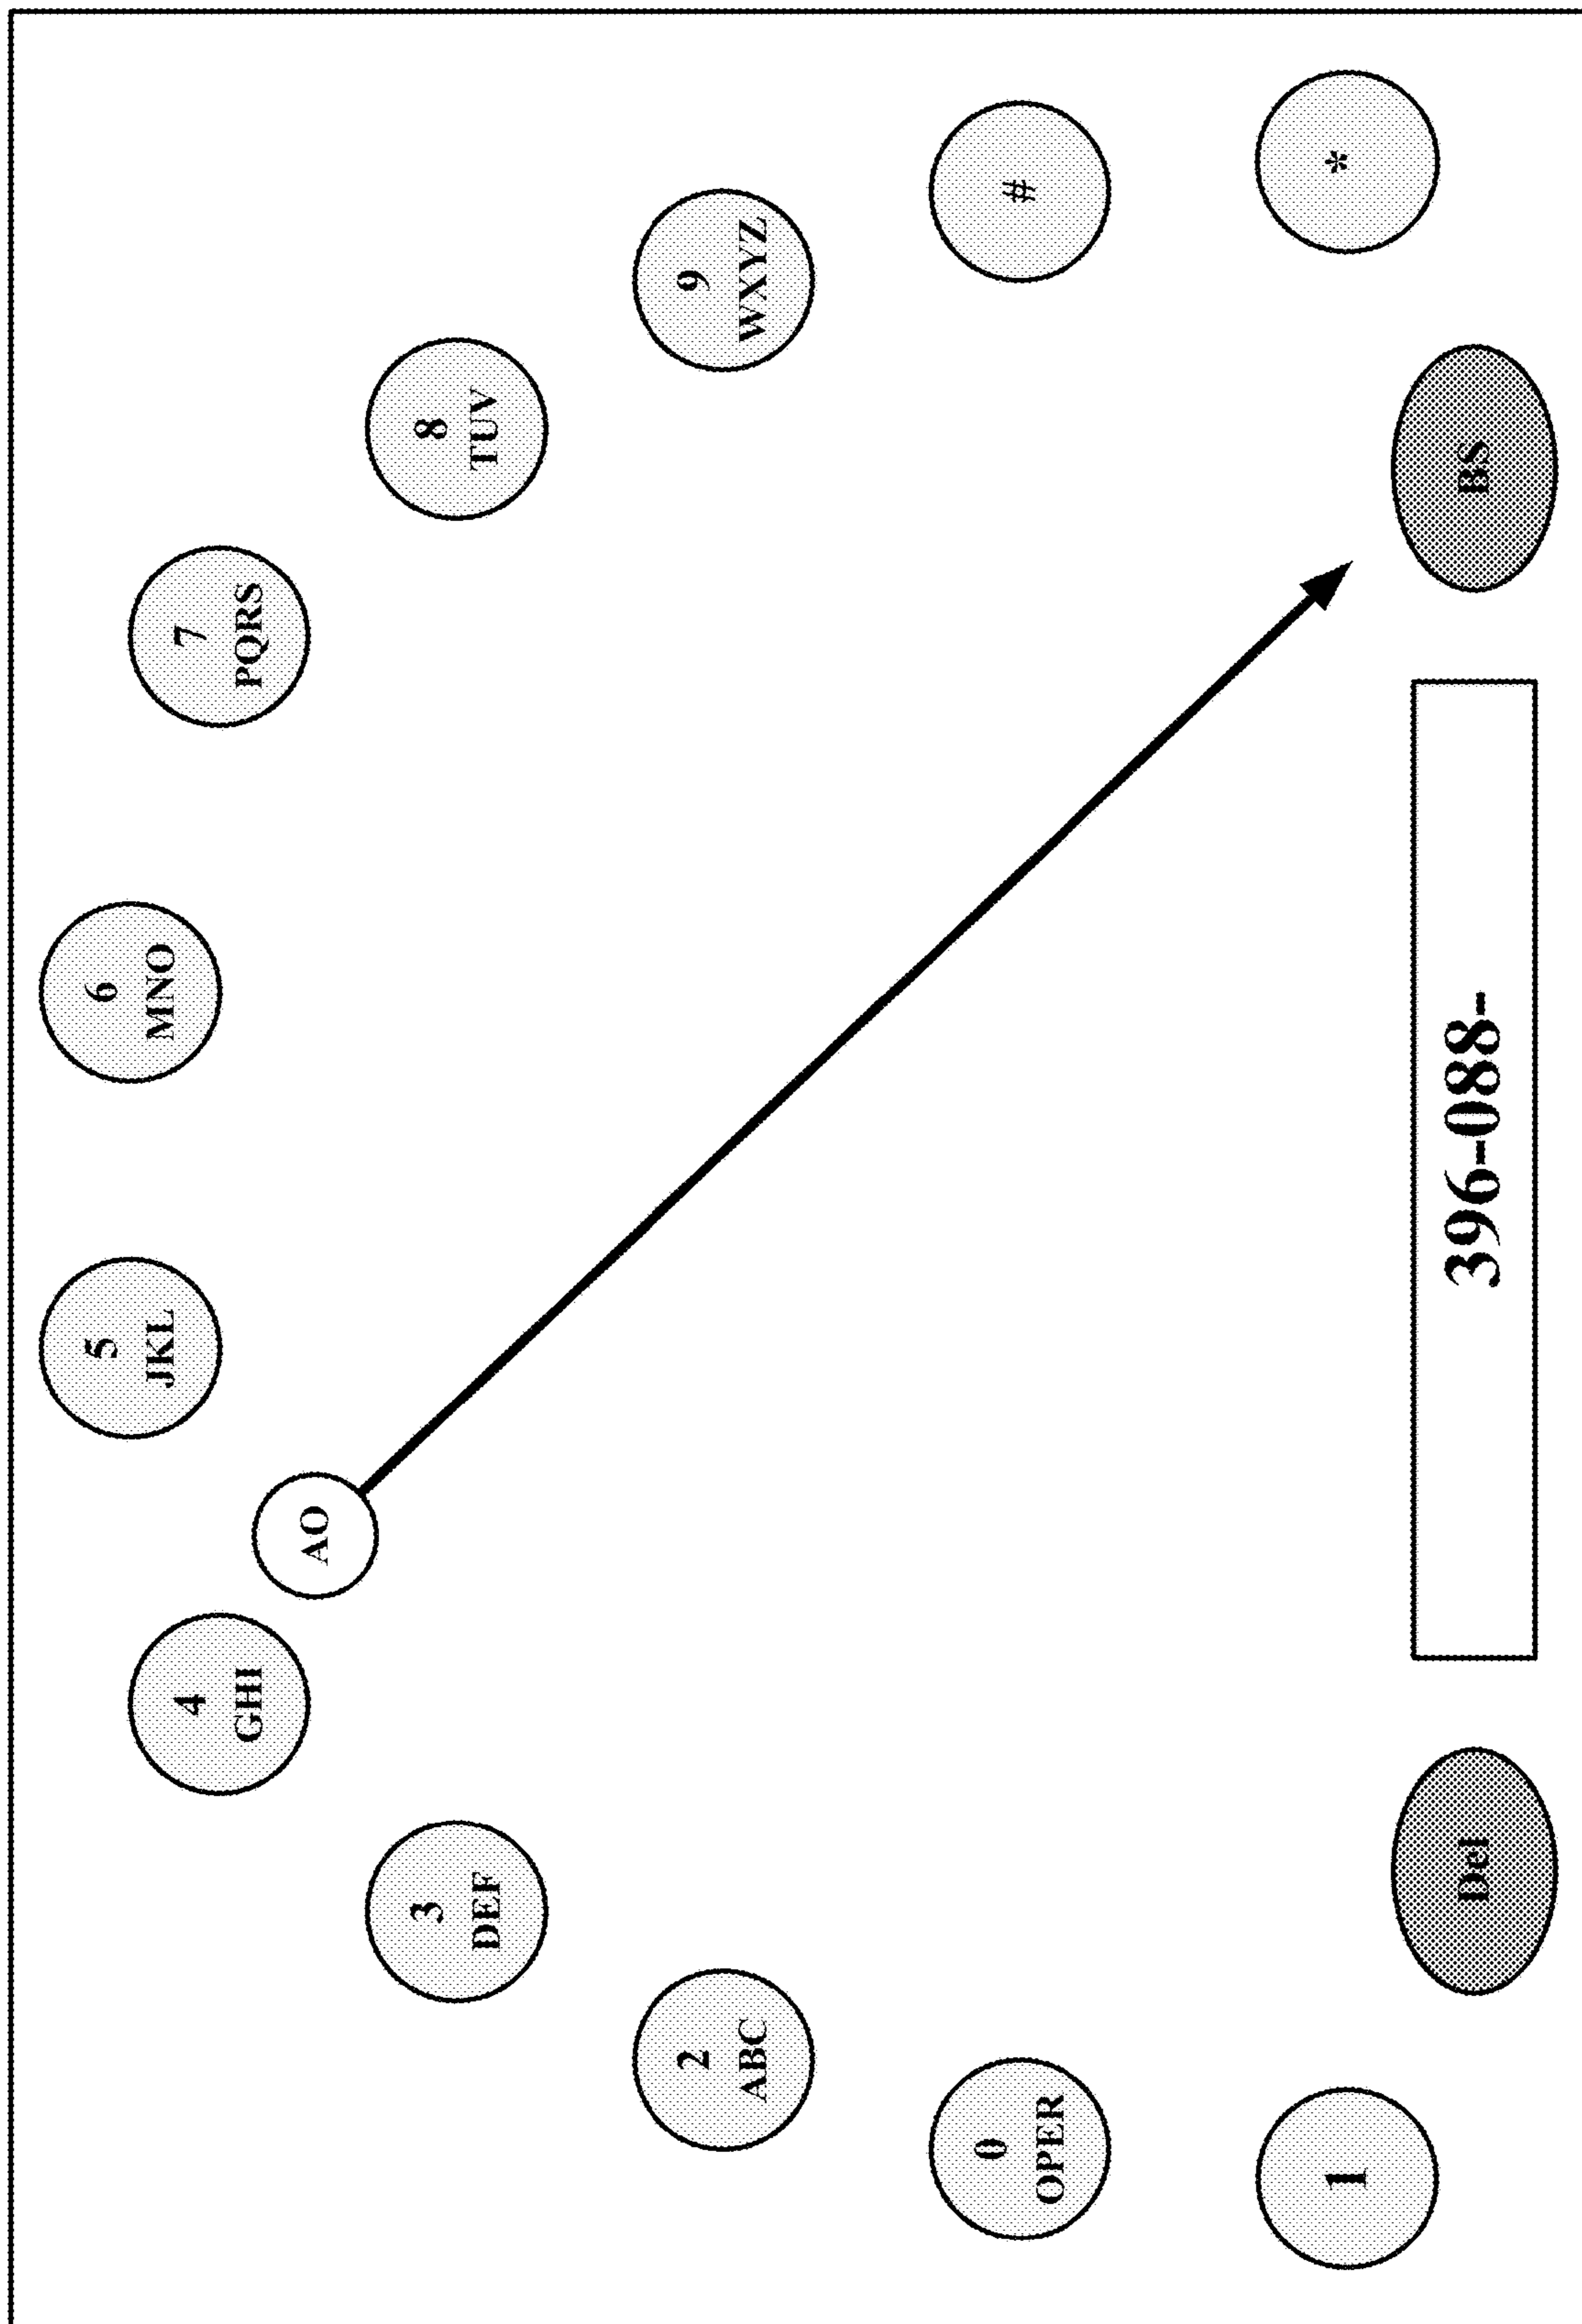 5
JKL
6
MNO
4
GHI
7
PQRS
AO
3
DEF
8
TUV
2
ABC
9
WXYZ
0
OPER
#
1
*
Del
396-088-
BS